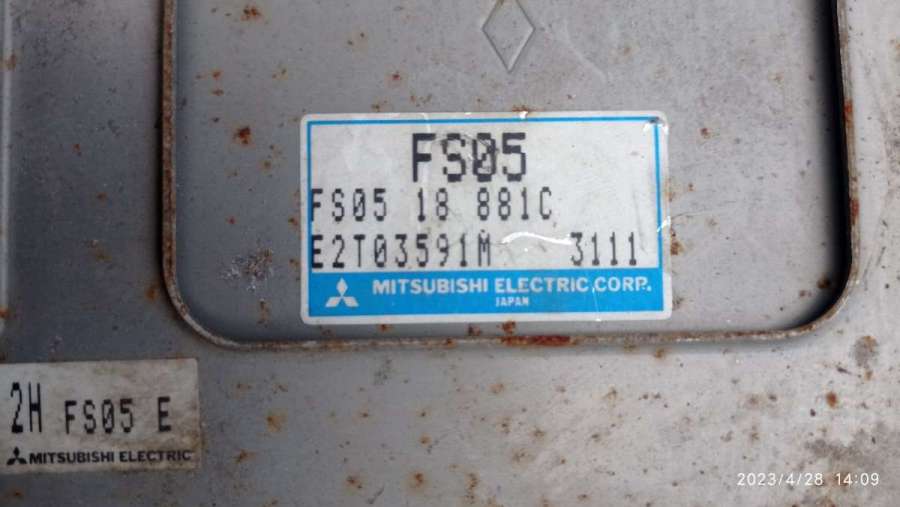 FS05
FS05 18 881C
E2T03591M 3111
MITSUBISHI ELECTRIC CORP.
JAPAN
2H FS05 E
MITSUBISHI ELECTRIC
2023/4/28 14:09